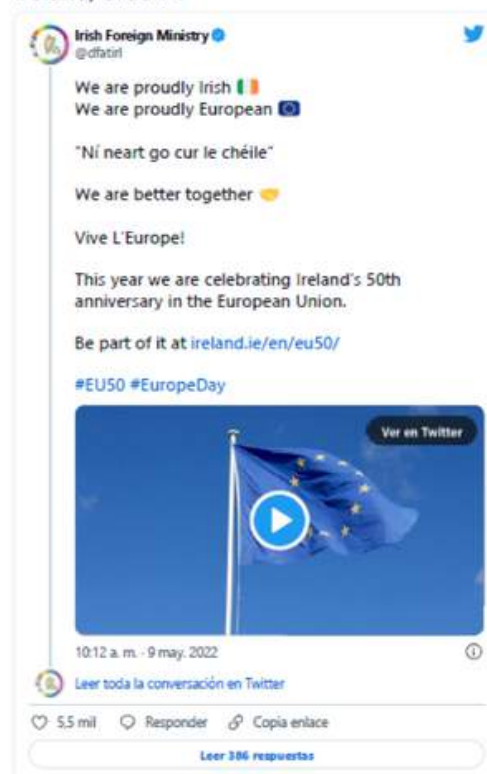 Irish Foreign Ministry
@dfatirl
We are proudly Irish 🇮🇪
We are proudly European 🇪🇺
"Ní neart go cur le chéile"
We are better together 🤝
Vive L'Europe!
This year we are celebrating Ireland's 50th
anniversary in the European Union.
Be part of it at ireland.ie/en/eu50/
#EU50 #EuropeDay
Ver en Twitter
10:12 a. m. · 9 may. 2022
Leer toda la conversación en Twitter
5,5 mil Responder Copia enlace
Leer 386 respuestas